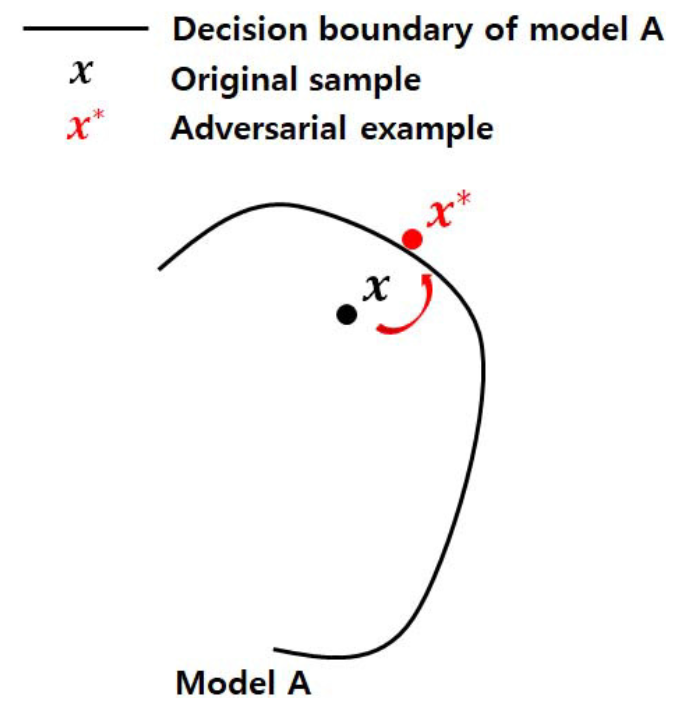 Decision boundary of model A
x Original sample
x* Adversarial example
x*
x
Model A